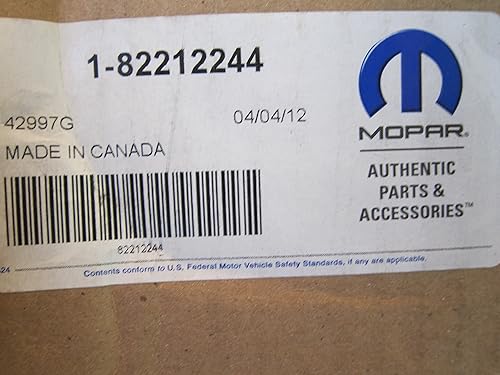 1-82212244
42997G 04/04/12
MADE IN CANADA
82212244
MOPAR®
AUTHENTIC
PARTS &
ACCESSORIES™
24
Contents conform to U.S. Federal Motor Vehicle Safety Standards, if any are applicable.